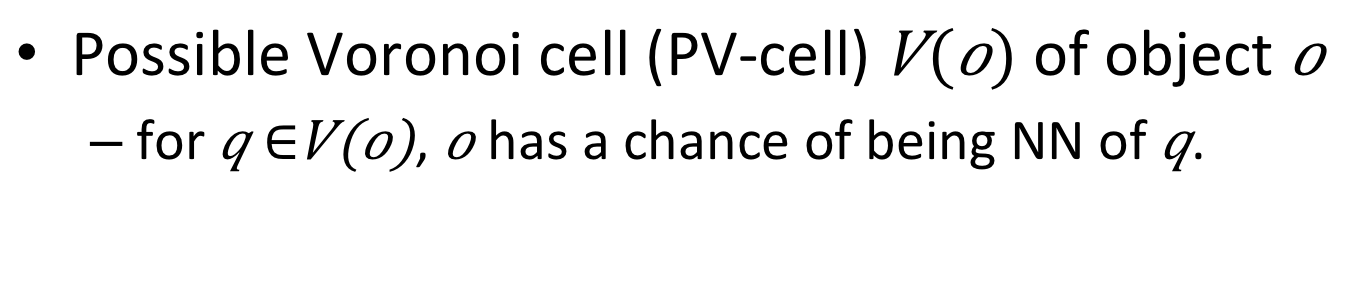 • Possible Voronoi cell (PV-cell) V(o) of object o
– for q ∈V(o), o has a chance of being NN of q.